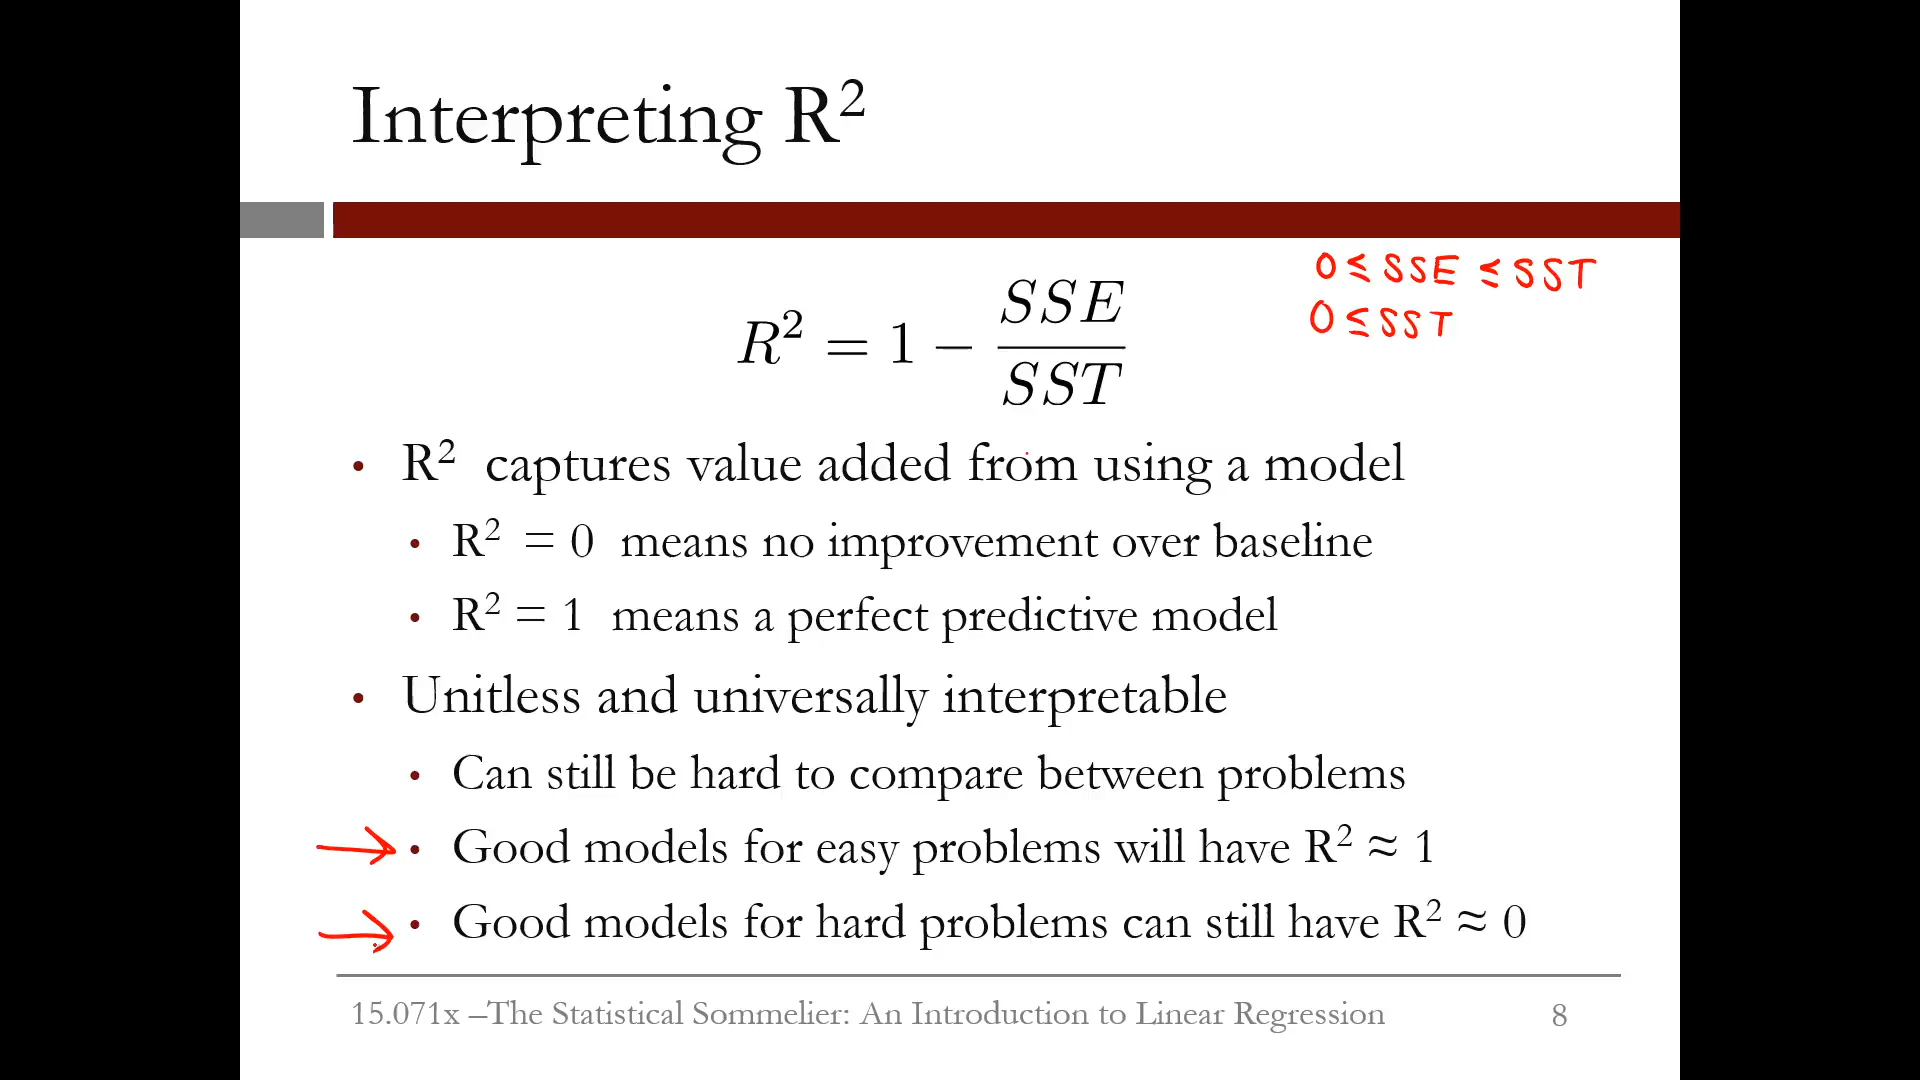 Interpreting R²
0 ≤ SSE ≤ SST
0 ≤ SST
R² = 1 − SSE/SST
• R² captures value added from using a model
• R² = 0 means no improvement over baseline
• R² = 1 means a perfect predictive model
• Unitless and universally interpretable
• Can still be hard to compare between problems
• Good models for easy problems will have R² ≈ 1
• Good models for hard problems can still have R² ≈ 0
15.071x –The Statistical Sommelier: An Introduction to Linear Regression 8